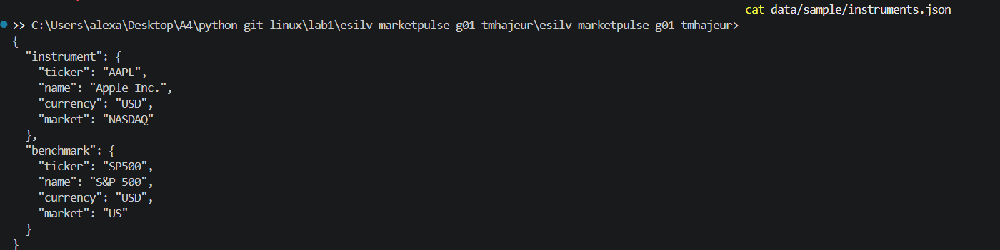 cat data/sample/instruments.json
>> C:\Users\alexa\Desktop\A4\python git linux\lab1\esilv-marketpulse-g01-tmhajeur\esilv-marketpulse-g01-tmhajeur>
{
  "instrument": {
    "ticker": "AAPL",
    "name": "Apple Inc.",
    "currency": "USD",
    "market": "NASDAQ"
  },
  "benchmark": {
    "ticker": "SP500",
    "name": "S&P 500",
    "currency": "USD",
    "market": "US"
  }
}